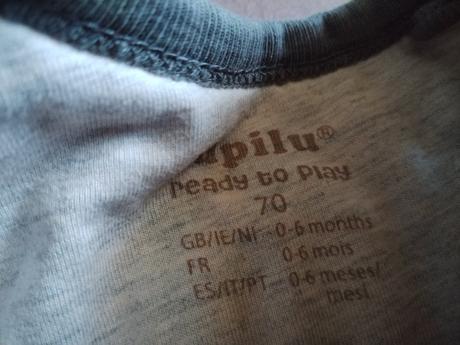 upilu®
ready to play
70
GB/IE/NI 0-6 months
FR 0-6 mois
ES/IT/PT 0-6 meses/
mesi